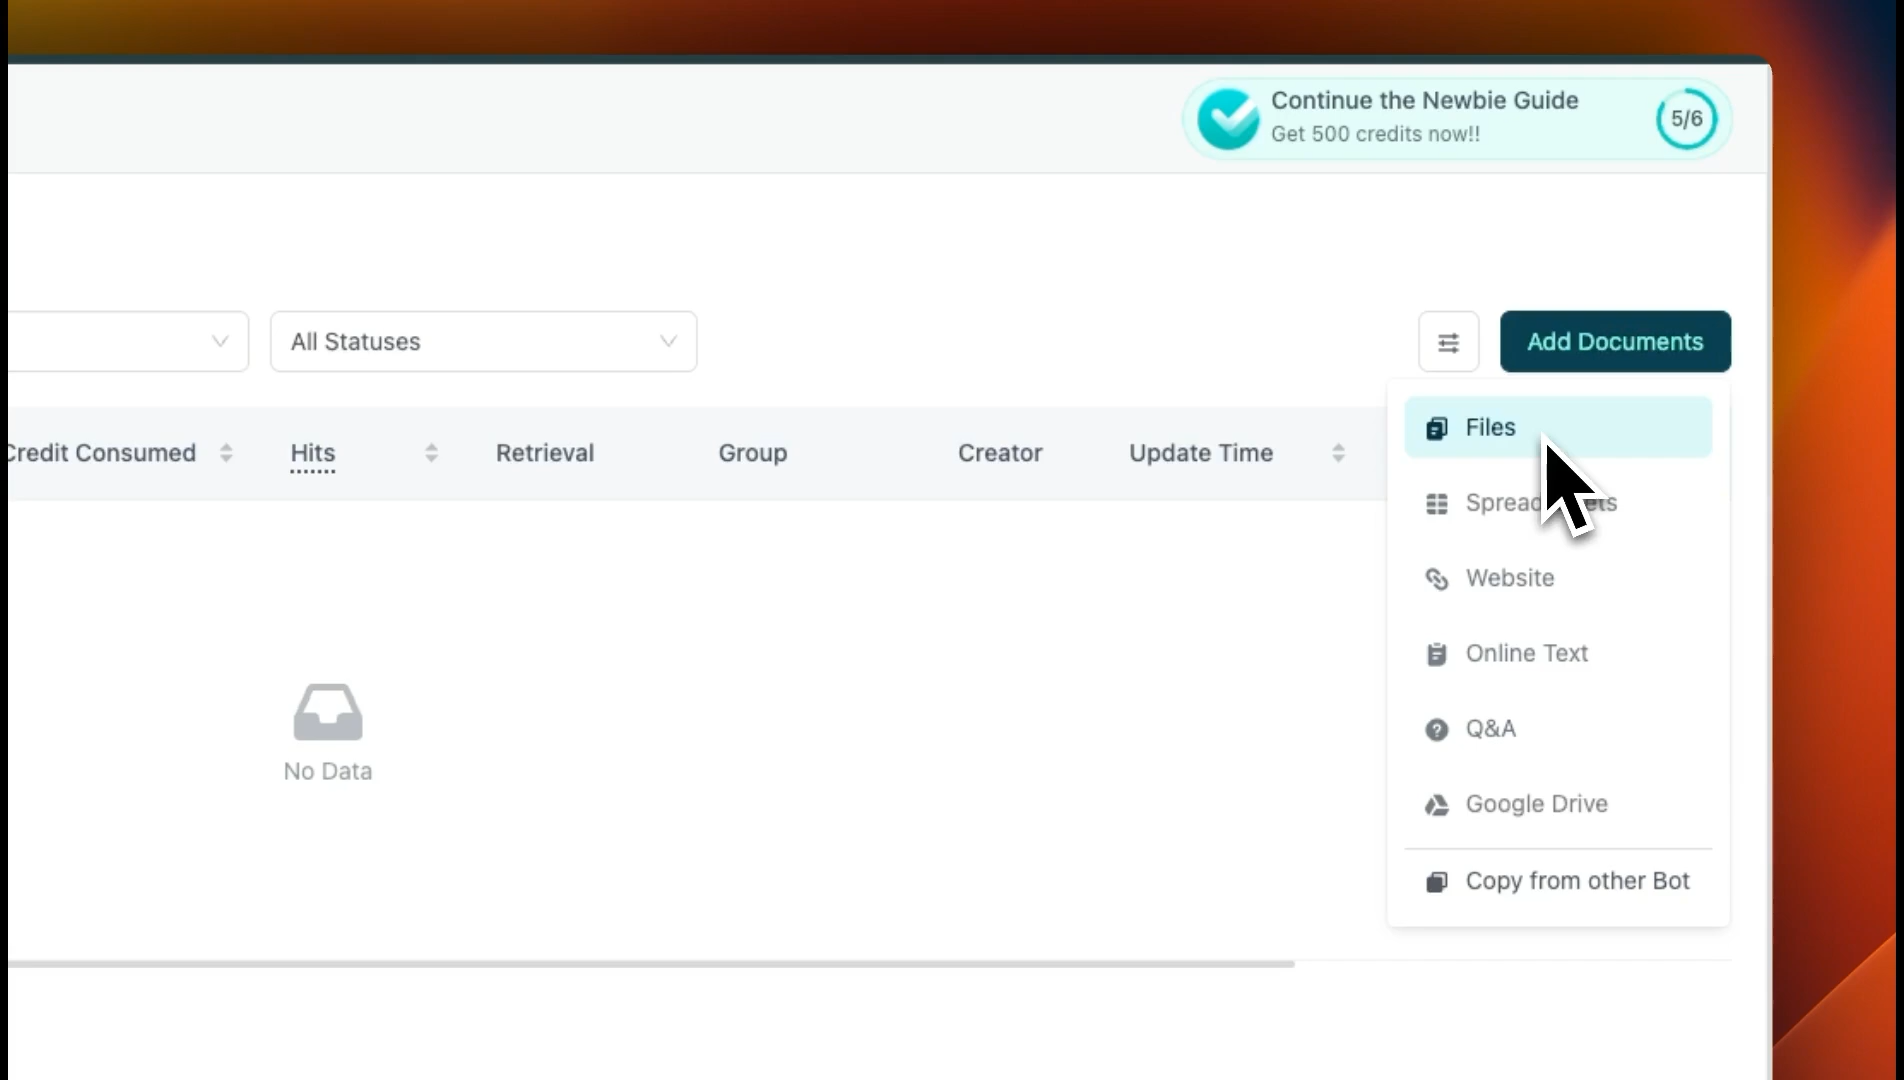 Continue the Newbie Guide
Get 500 credits now!!
5/6
All Statuses
Add Documents
Credit Consumed
Hits
Retrieval
Group
Creator
Update Time
Files
Website
Online Text
Q&A
Google Drive
Copy from other Bot
No Data